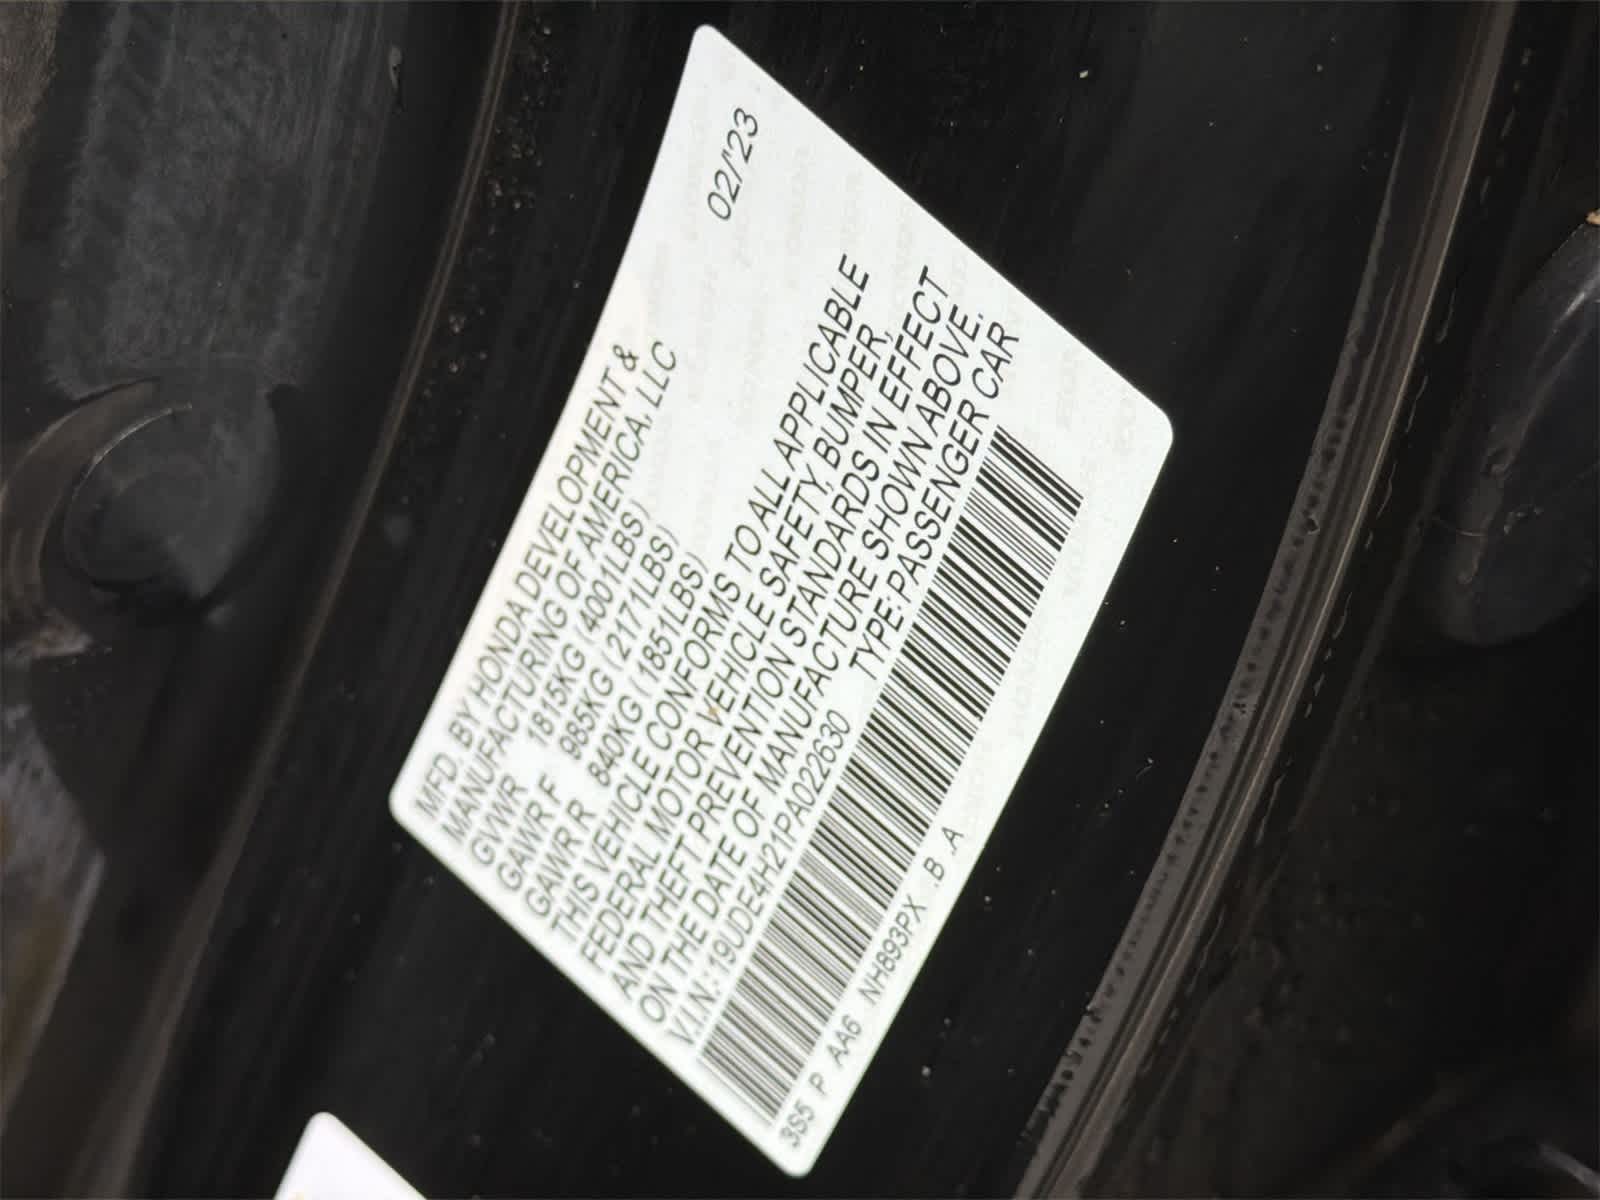 02/'23
MFD. BY HONDA DEVELOPMENT &
MANUFACTURING OF AMERICA, LLC
GVWR 1815KG (4001LBS)
GAWR F 985KG (2171LBS)
GAWR R 840KG (1851LBS)
THIS VEHICLE CONFORMS TO ALL APPLICABLE
FEDERAL MOTOR VEHICLE SAFETY, BUMPER,
AND THEFT PREVENTION STANDARDS IN EFFECT
ON THE DATE OF MANUFACTURE SHOWN ABOVE.
V.I.N.: 19UDE4H21PA022630 TYPE: PASSENGER CAR
3S5 P AA6 NH893PX .B .A